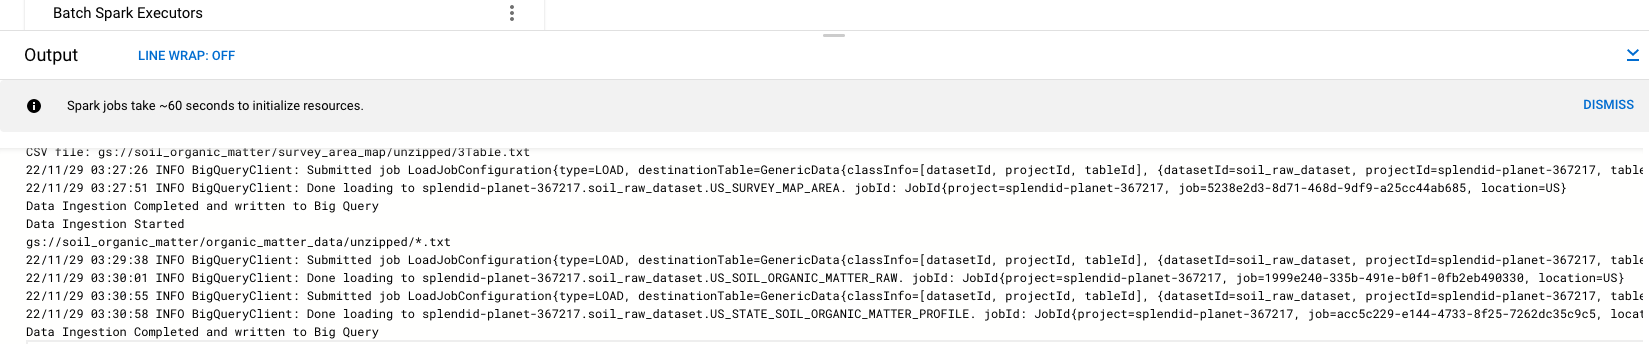 Batch Spark Executors
Output
LINE WRAP: OFF
Spark jobs take ~60 seconds to initialize resources.
DISMISS
CSV file: gs://soil_organic_matter/survey_area_map/unzipped/3Table.txt
22/11/29 03:27:26 INFO BigQueryClient: Submitted job LoadJobConfiguration{type=LOAD, destinationTable=GenericData{classInfo=[datasetId, projectId, tableId], {datasetId=soil_raw_dataset, projectId=splendid-planet-367217, table
22/11/29 03:27:51 INFO BigQueryClient: Done loading to splendid-planet-367217.soil_raw_dataset.US_SURVEY_MAP_AREA. jobId: JobId{project=splendid-planet-367217, job=5238e2d3-8d71-468d-9df9-a25cc44ab685, location=US}
Data Ingestion Completed and written to Big Query
Data Ingestion Started
gs://soil_organic_matter/organic_matter_data/unzipped/*.txt
22/11/29 03:29:38 INFO BigQueryClient: Submitted job LoadJobConfiguration{type=LOAD, destinationTable=GenericData{classInfo=[datasetId, projectId, tableId], {datasetId=soil_raw_dataset, projectId=splendid-planet-367217, table
22/11/29 03:30:01 INFO BigQueryClient: Done loading to splendid-planet-367217.soil_raw_dataset.US_SOIL_ORGANIC_MATTER_RAW. jobId: JobId{project=splendid-planet-367217, job=1999e240-335b-491e-b0f1-0fb2eb490330, location=US}
22/11/29 03:30:55 INFO BigQueryClient: Submitted job LoadJobConfiguration{type=LOAD, destinationTable=GenericData{classInfo=[datasetId, projectId, tableId], {datasetId=soil_raw_dataset, projectId=splendid-planet-367217, table
22/11/29 03:30:58 INFO BigQueryClient: Done loading to splendid-planet-367217.soil_raw_dataset.US_STATE_SOIL_ORGANIC_MATTER_PROFILE. jobId: JobId{project=splendid-planet-367217, job=acc5c229-e144-4733-8f25-7262dc35c9c5, locat
Data Ingestion Completed and written to Big Query